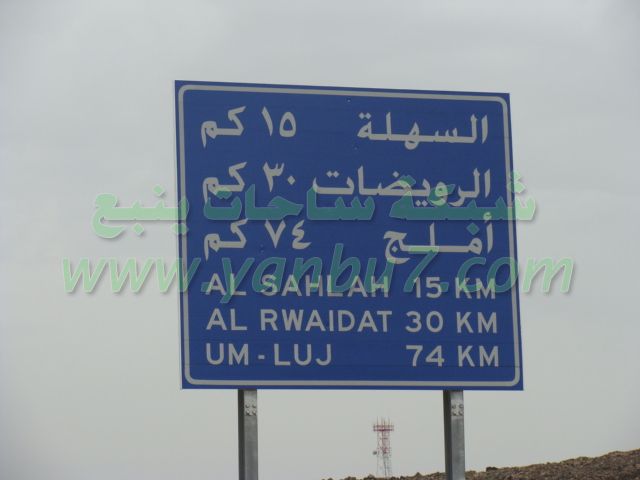 السهلة ١٥ كم
الرويضات ٣٠ كم
شبكة ساحات ينبع
أملج ٧٤ كم
www.yanbu7.com
AL SAHLAH 15 KM
AL RWAIDAT 30 KM
UM-LUJ 74 KM